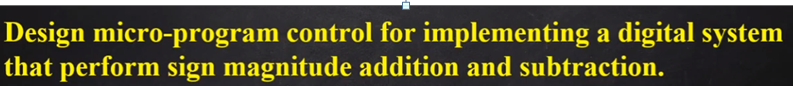 Design micro-program control for implementing a digital system
that perform sign magnitude addition and subtraction.